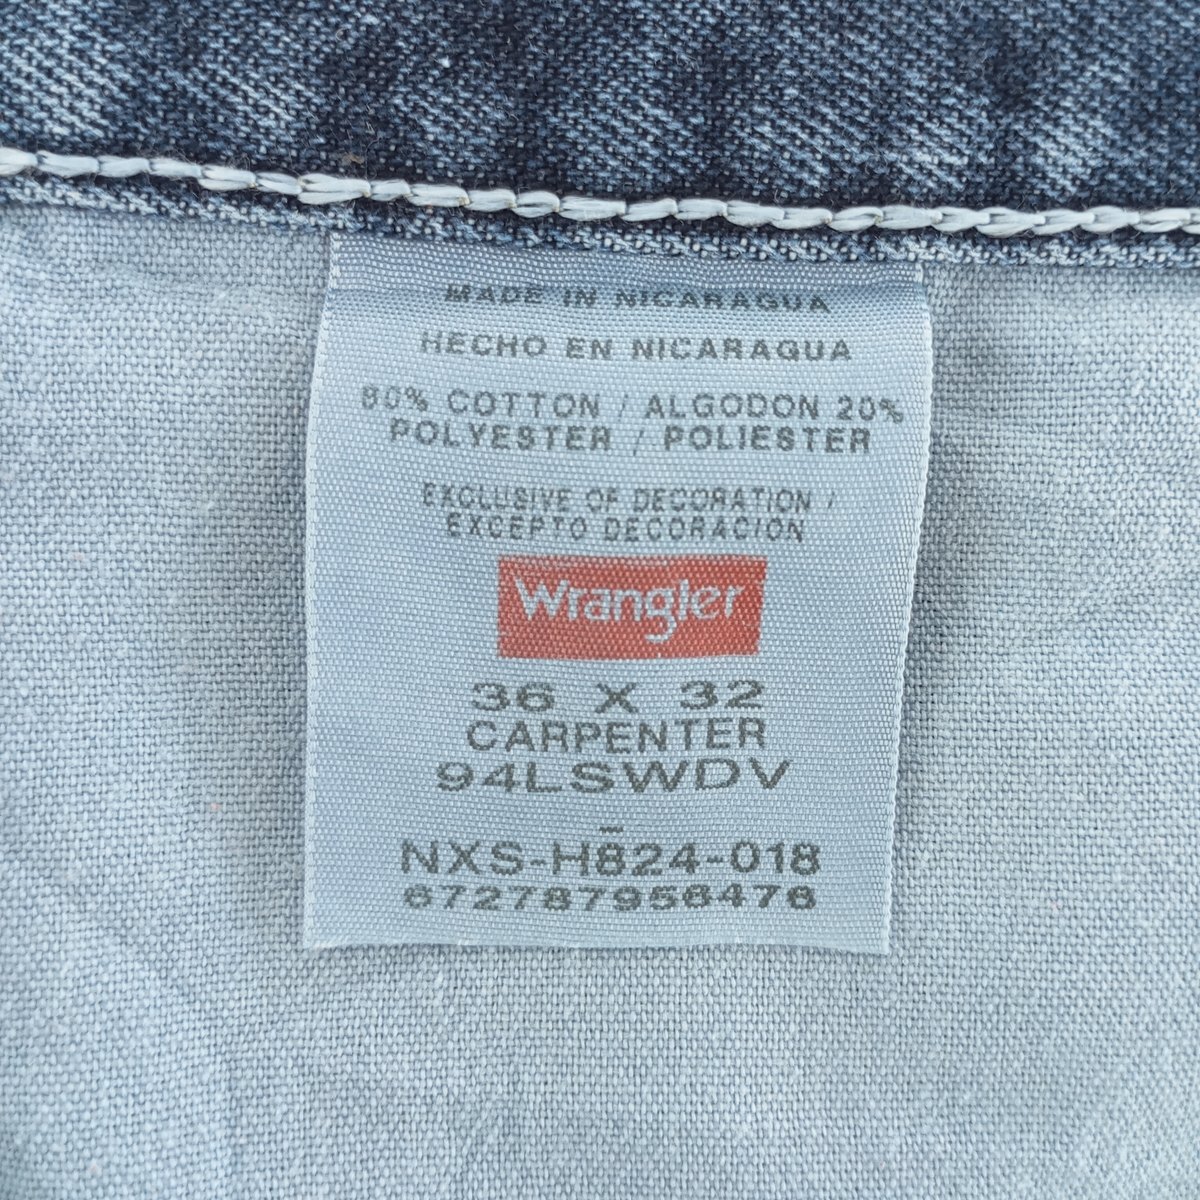 MADE IN NICARAGUA
HECHO EN NICARAGUA
80% COTTON / ALGODON 20%
POLYESTER / POLIESTER
EXCLUSIVE OF DECORATION /
EXCEPTO DECORACION
Wrangler
36 X 32
CARPENTER
94LSWDV
-
NXS-H824-018
672787956476